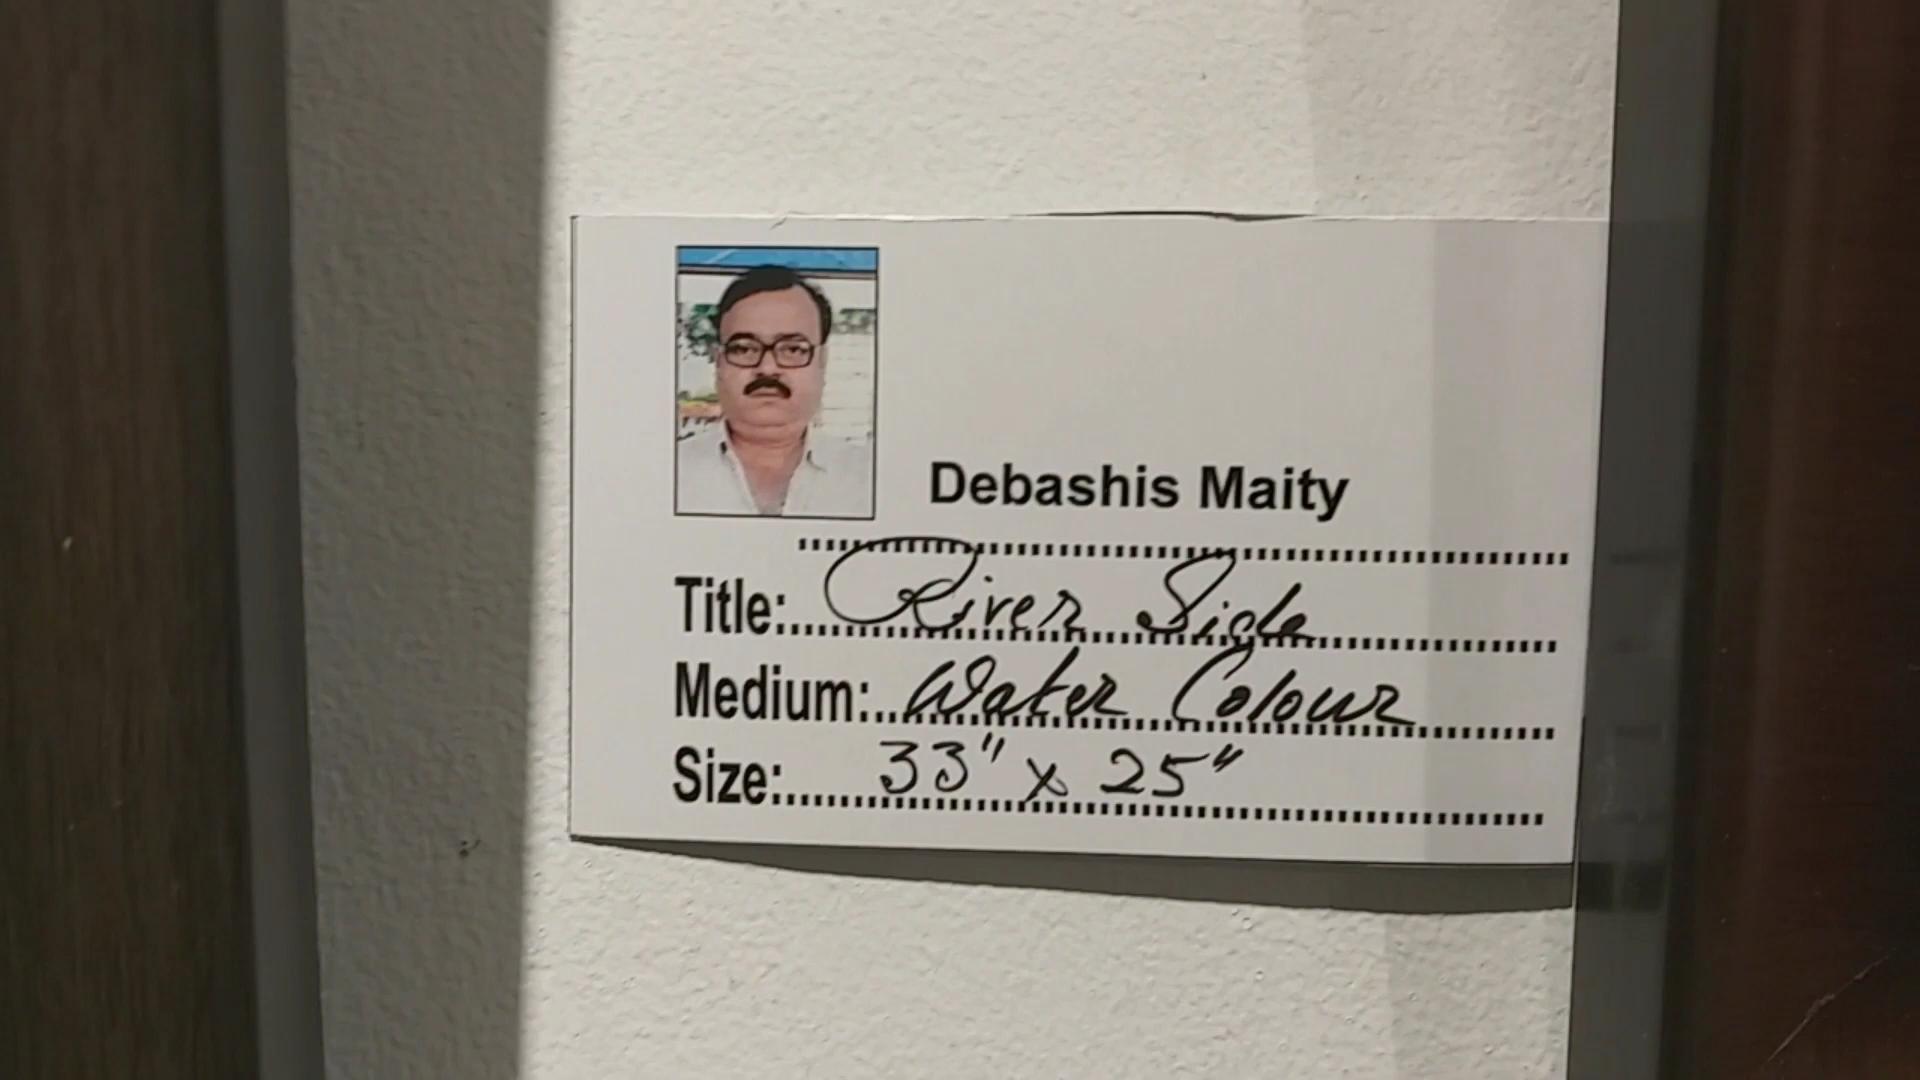 Debashis Maity
Title: River Side
Medium: Water Colour
Size: 33" x 25"